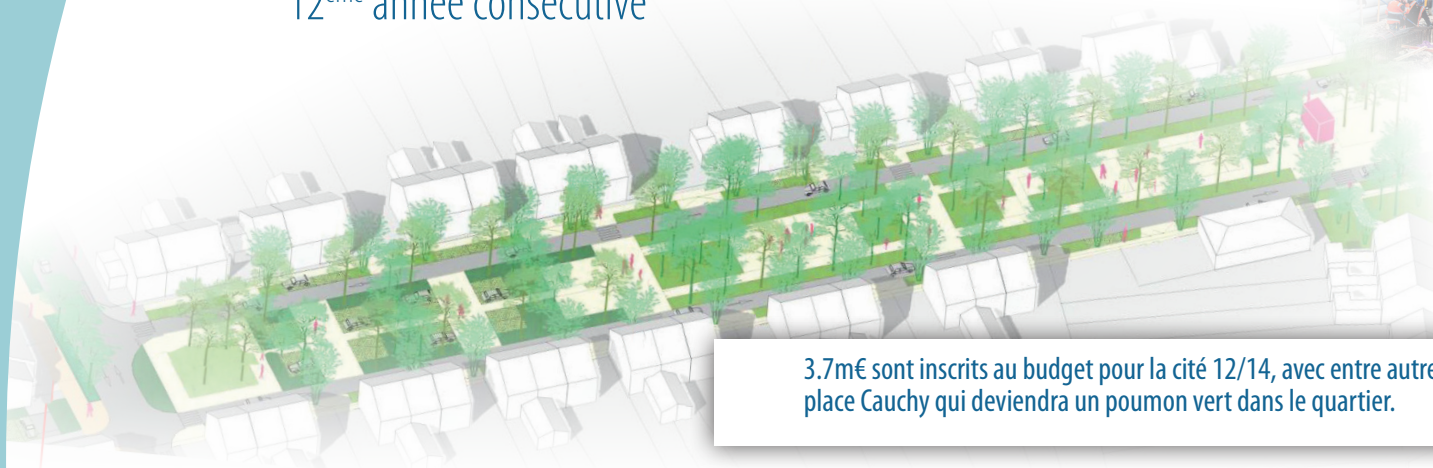 12ème année consécutive
3.7m€ sont inscrits au budget pour la cité 12/14, avec entre autre
place Cauchy qui deviendra un poumon vert dans le quartier.